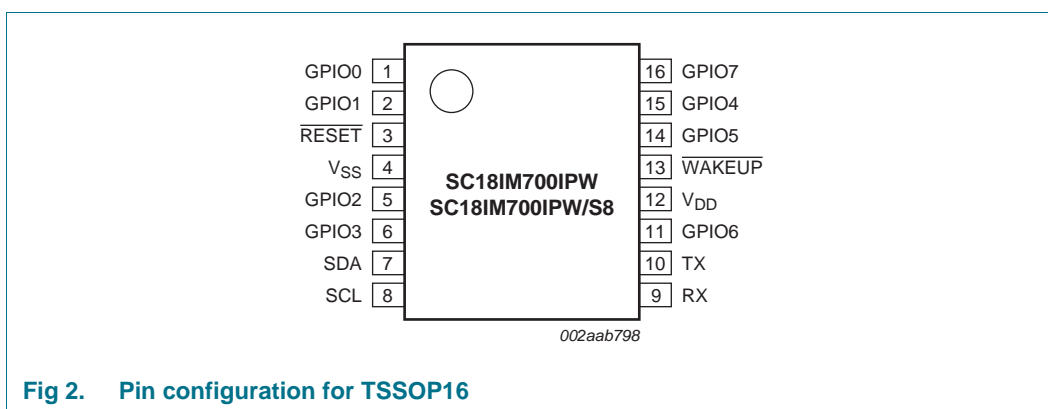 GPIO0 1
GPIO1 2
RESET 3
VSS 4
GPIO2 5
GPIO3 6
SDA 7
SCL 8
SC18IM700IPW
SC18IM700IPW/S8
16 GPIO7
15 GPIO4
14 GPIO5
13 WAKEUP
12 VDD
11 GPIO6
10 TX
9 RX
002aab798
Fig 2. Pin configuration for TSSOP16